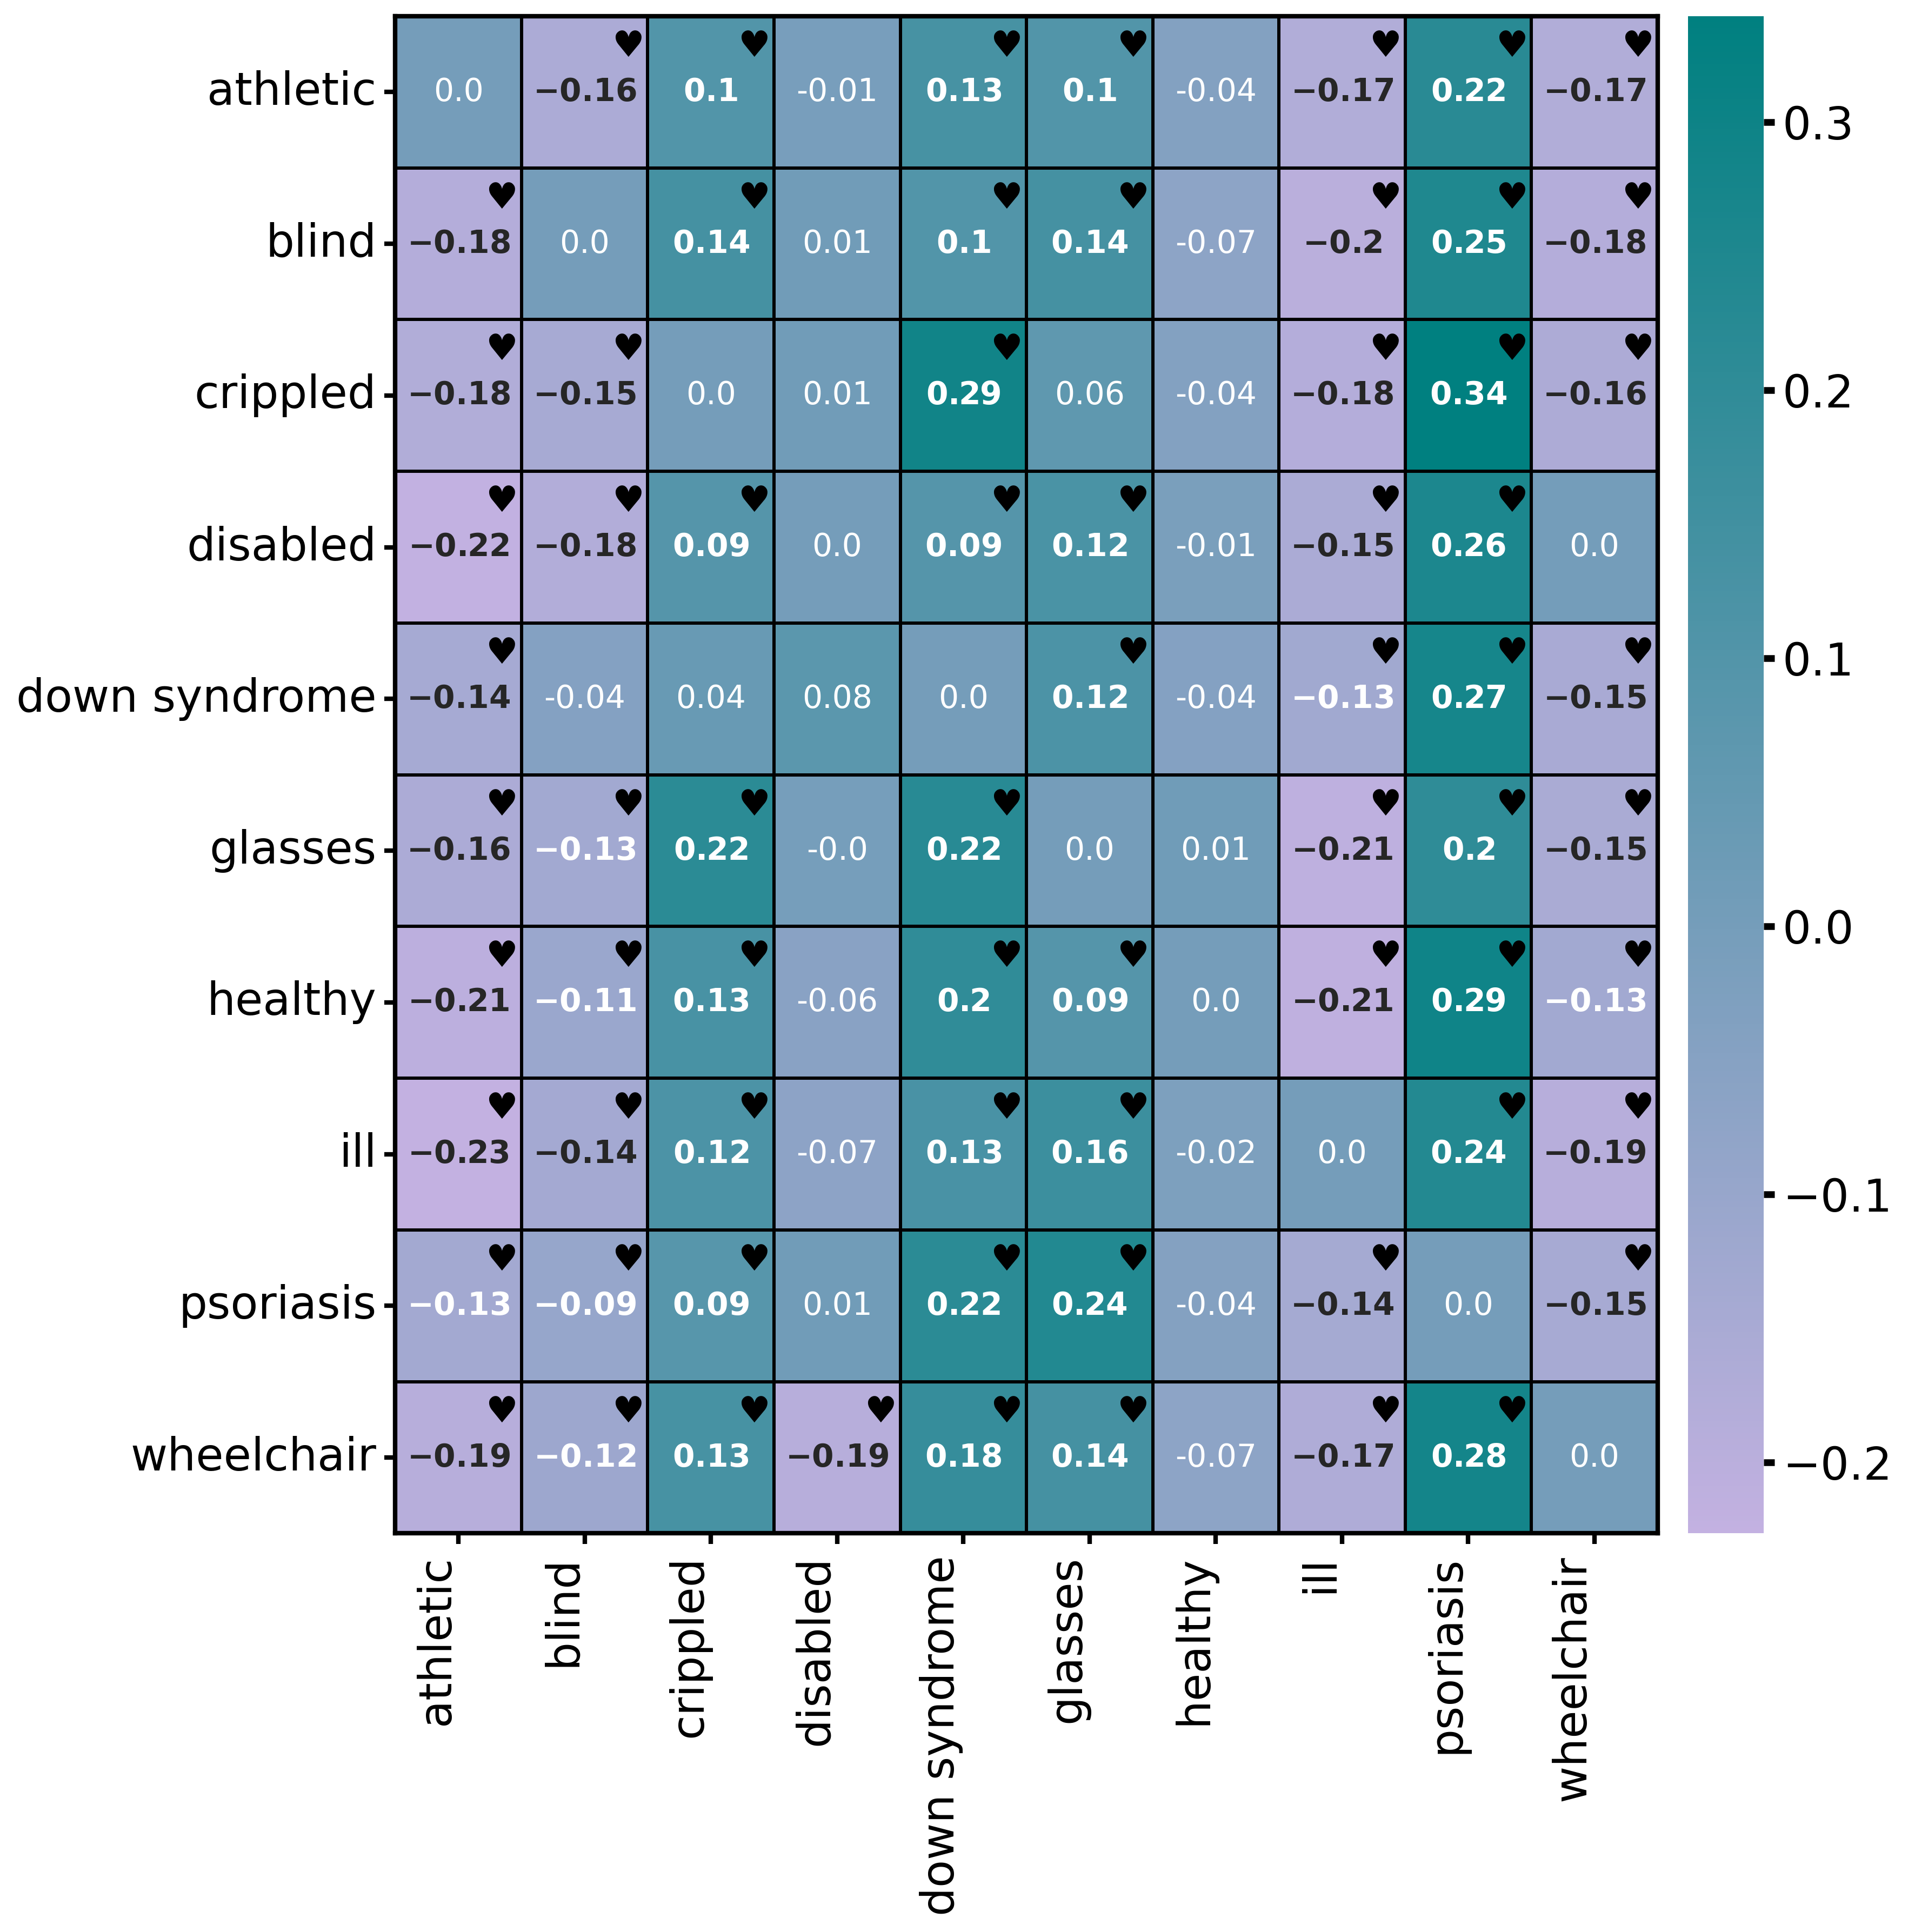 athletic 0.0 −0.16 ♥ 0.1 ♥ -0.01 0.13 ♥ 0.1 ♥ -0.04 −0.17 ♥ 0.22 ♥ −0.17 ♥
blind −0.18 ♥ 0.0 0.14 ♥ 0.01 0.1 ♥ 0.14 ♥ -0.07 −0.2 ♥ 0.25 ♥ −0.18 ♥
crippled −0.18 ♥ −0.15 ♥ 0.0 0.01 0.29 ♥ 0.06 -0.04 −0.18 ♥ 0.34 ♥ −0.16 ♥
disabled −0.22 ♥ −0.18 ♥ 0.09 ♥ 0.0 0.09 ♥ 0.12 ♥ -0.01 −0.15 ♥ 0.26 ♥ 0.0
down syndrome −0.14 ♥ -0.04 0.04 0.08 0.0 0.12 ♥ -0.04 −0.13 ♥ 0.27 ♥ −0.15 ♥
glasses −0.16 ♥ −0.13 ♥ 0.22 ♥ -0.0 0.22 ♥ 0.0 0.01 −0.21 ♥ 0.2 ♥ −0.15 ♥
healthy −0.21 ♥ −0.11 ♥ 0.13 ♥ -0.06 0.2 ♥ 0.09 ♥ 0.0 −0.21 ♥ 0.29 ♥ −0.13 ♥
ill −0.23 ♥ −0.14 ♥ 0.12 ♥ -0.07 0.13 ♥ 0.16 ♥ -0.02 0.0 0.24 ♥ −0.19 ♥
psoriasis −0.13 ♥ −0.09 ♥ 0.09 ♥ 0.01 0.22 ♥ 0.24 ♥ -0.04 −0.14 ♥ 0.0 −0.15 ♥
wheelchair −0.19 ♥ −0.12 ♥ 0.13 ♥ −0.19 ♥ 0.18 ♥ 0.14 ♥ -0.07 −0.17 ♥ 0.28 ♥ 0.0
athletic
blind
crippled
disabled
down syndrome
glasses
healthy
ill
psoriasis
wheelchair
0.3
0.2
0.1
0.0
−0.1
−0.2